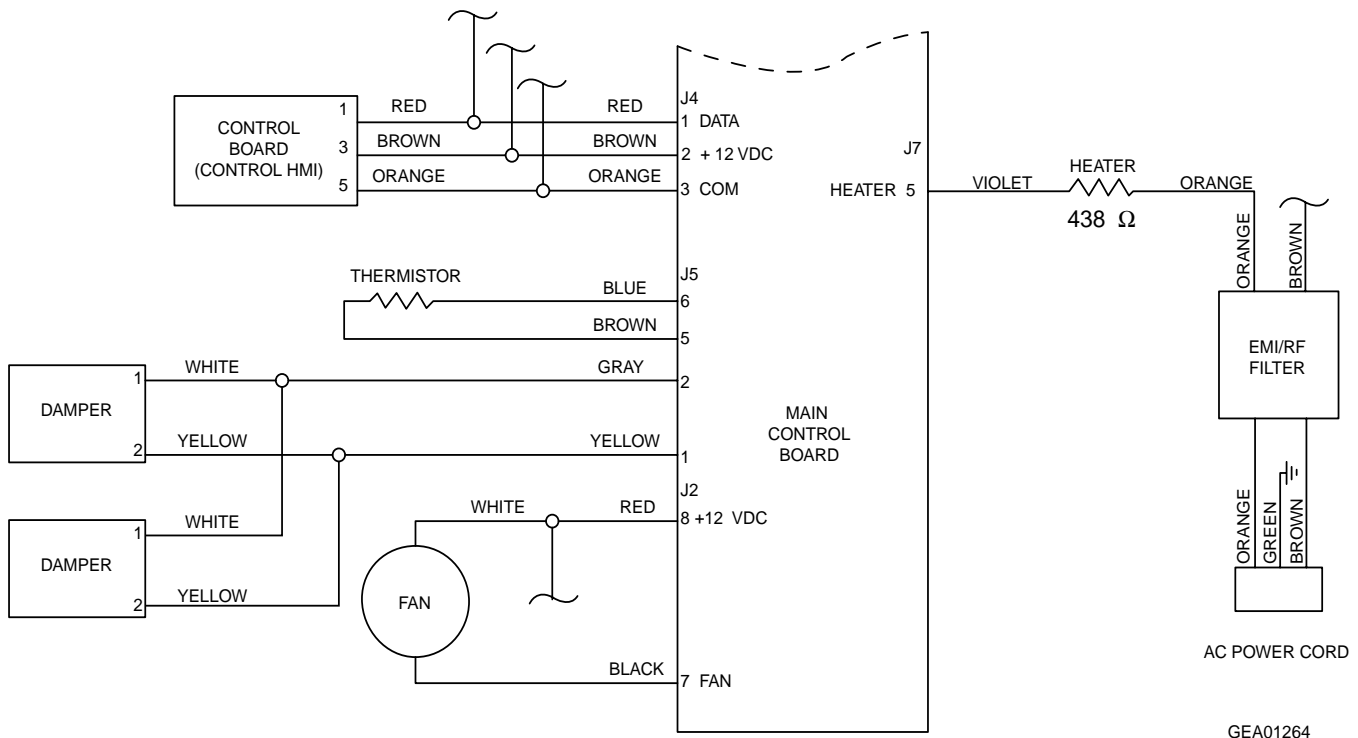 CONTROL
BOARD
(CONTROL HMI)
1
3
5
RED
BROWN
ORANGE
RED
BROWN
ORANGE
J4
1 DATA
2 + 12 VDC
3 COM
J7
HEATER 5
VIOLET
HEATER
438 Ω
ORANGE
ORANGE
BROWN
EMI/RF
FILTER
ORANGE
GREEN
BROWN
AC POWER CORD
THERMISTOR
BLUE
BROWN
J5
6
5
2
1
DAMPER
1
2
WHITE
YELLOW
GRAY
YELLOW
DAMPER
1
2
WHITE
YELLOW
MAIN
CONTROL
BOARD
J2
8 +12 VDC
WHITE
RED
FAN
BLACK
7 FAN
GEA01264